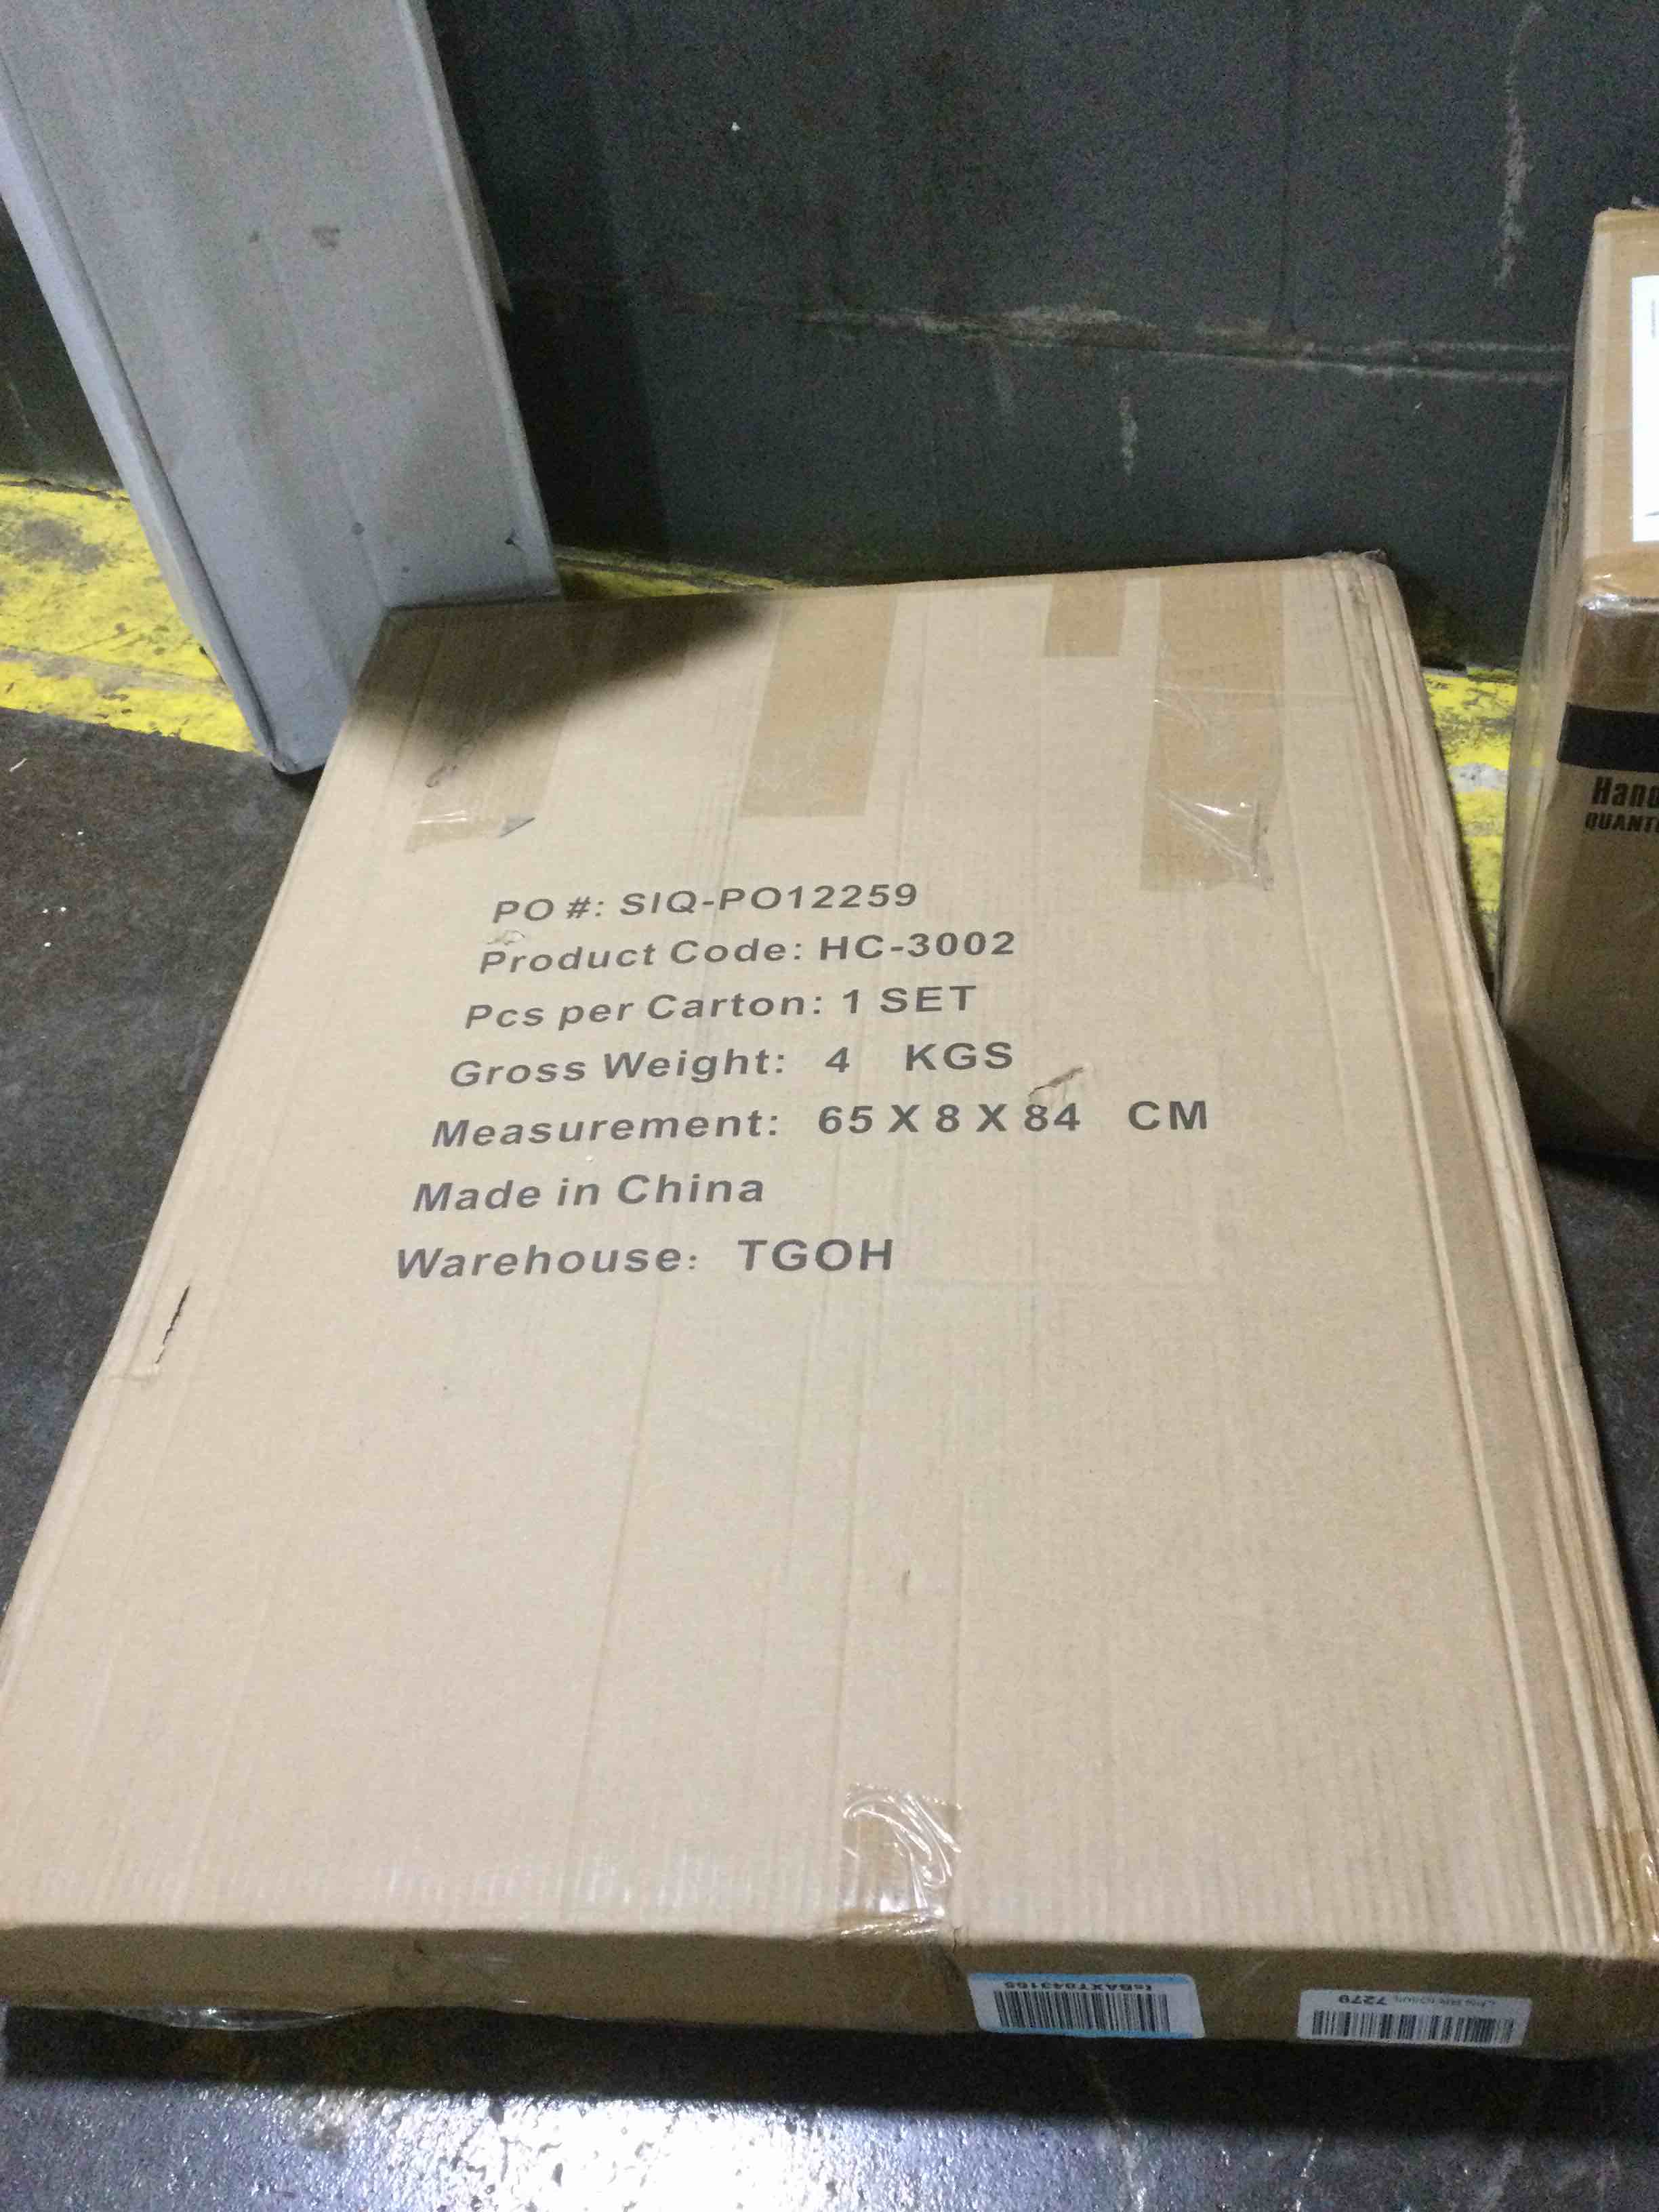 PO #: SIQ-PO12259
Product Code: HC-3002
Pcs per Carton: 1 SET
Gross Weight: 4 KGS
Measurement: 65 X 8 X 84 CM
Made in China
Warehouse: TGOH
7279